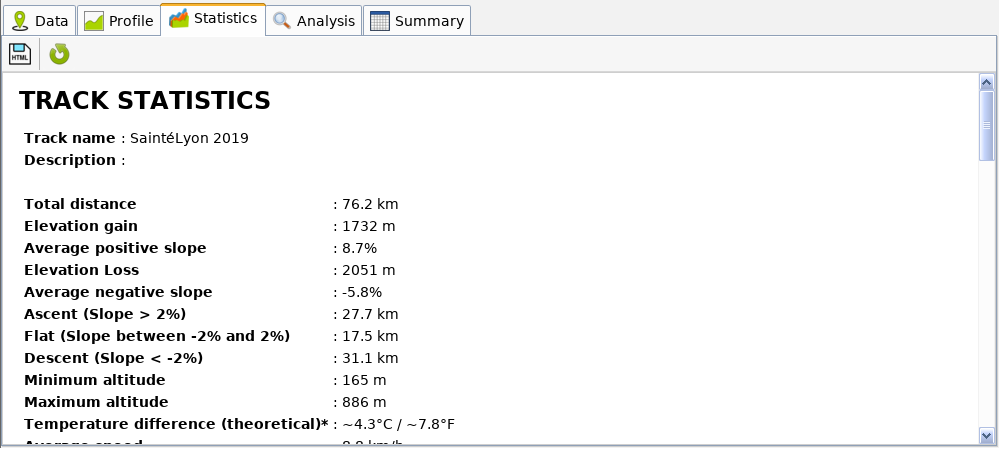 Data Profile Statistics Analysis Summary
HTML
TRACK STATISTICS
Track name : SaintéLyon 2019
Description :
Total distance : 76.2 km
Elevation gain : 1732 m
Average positive slope : 8.7%
Elevation Loss : 2051 m
Average negative slope : -5.8%
Ascent (Slope > 2%) : 27.7 km
Flat (Slope between -2% and 2%) : 17.5 km
Descent (Slope < -2%) : 31.1 km
Minimum altitude : 165 m
Maximum altitude : 886 m
Temperature difference (theoretical)* : ~4.3°C / ~7.8°F